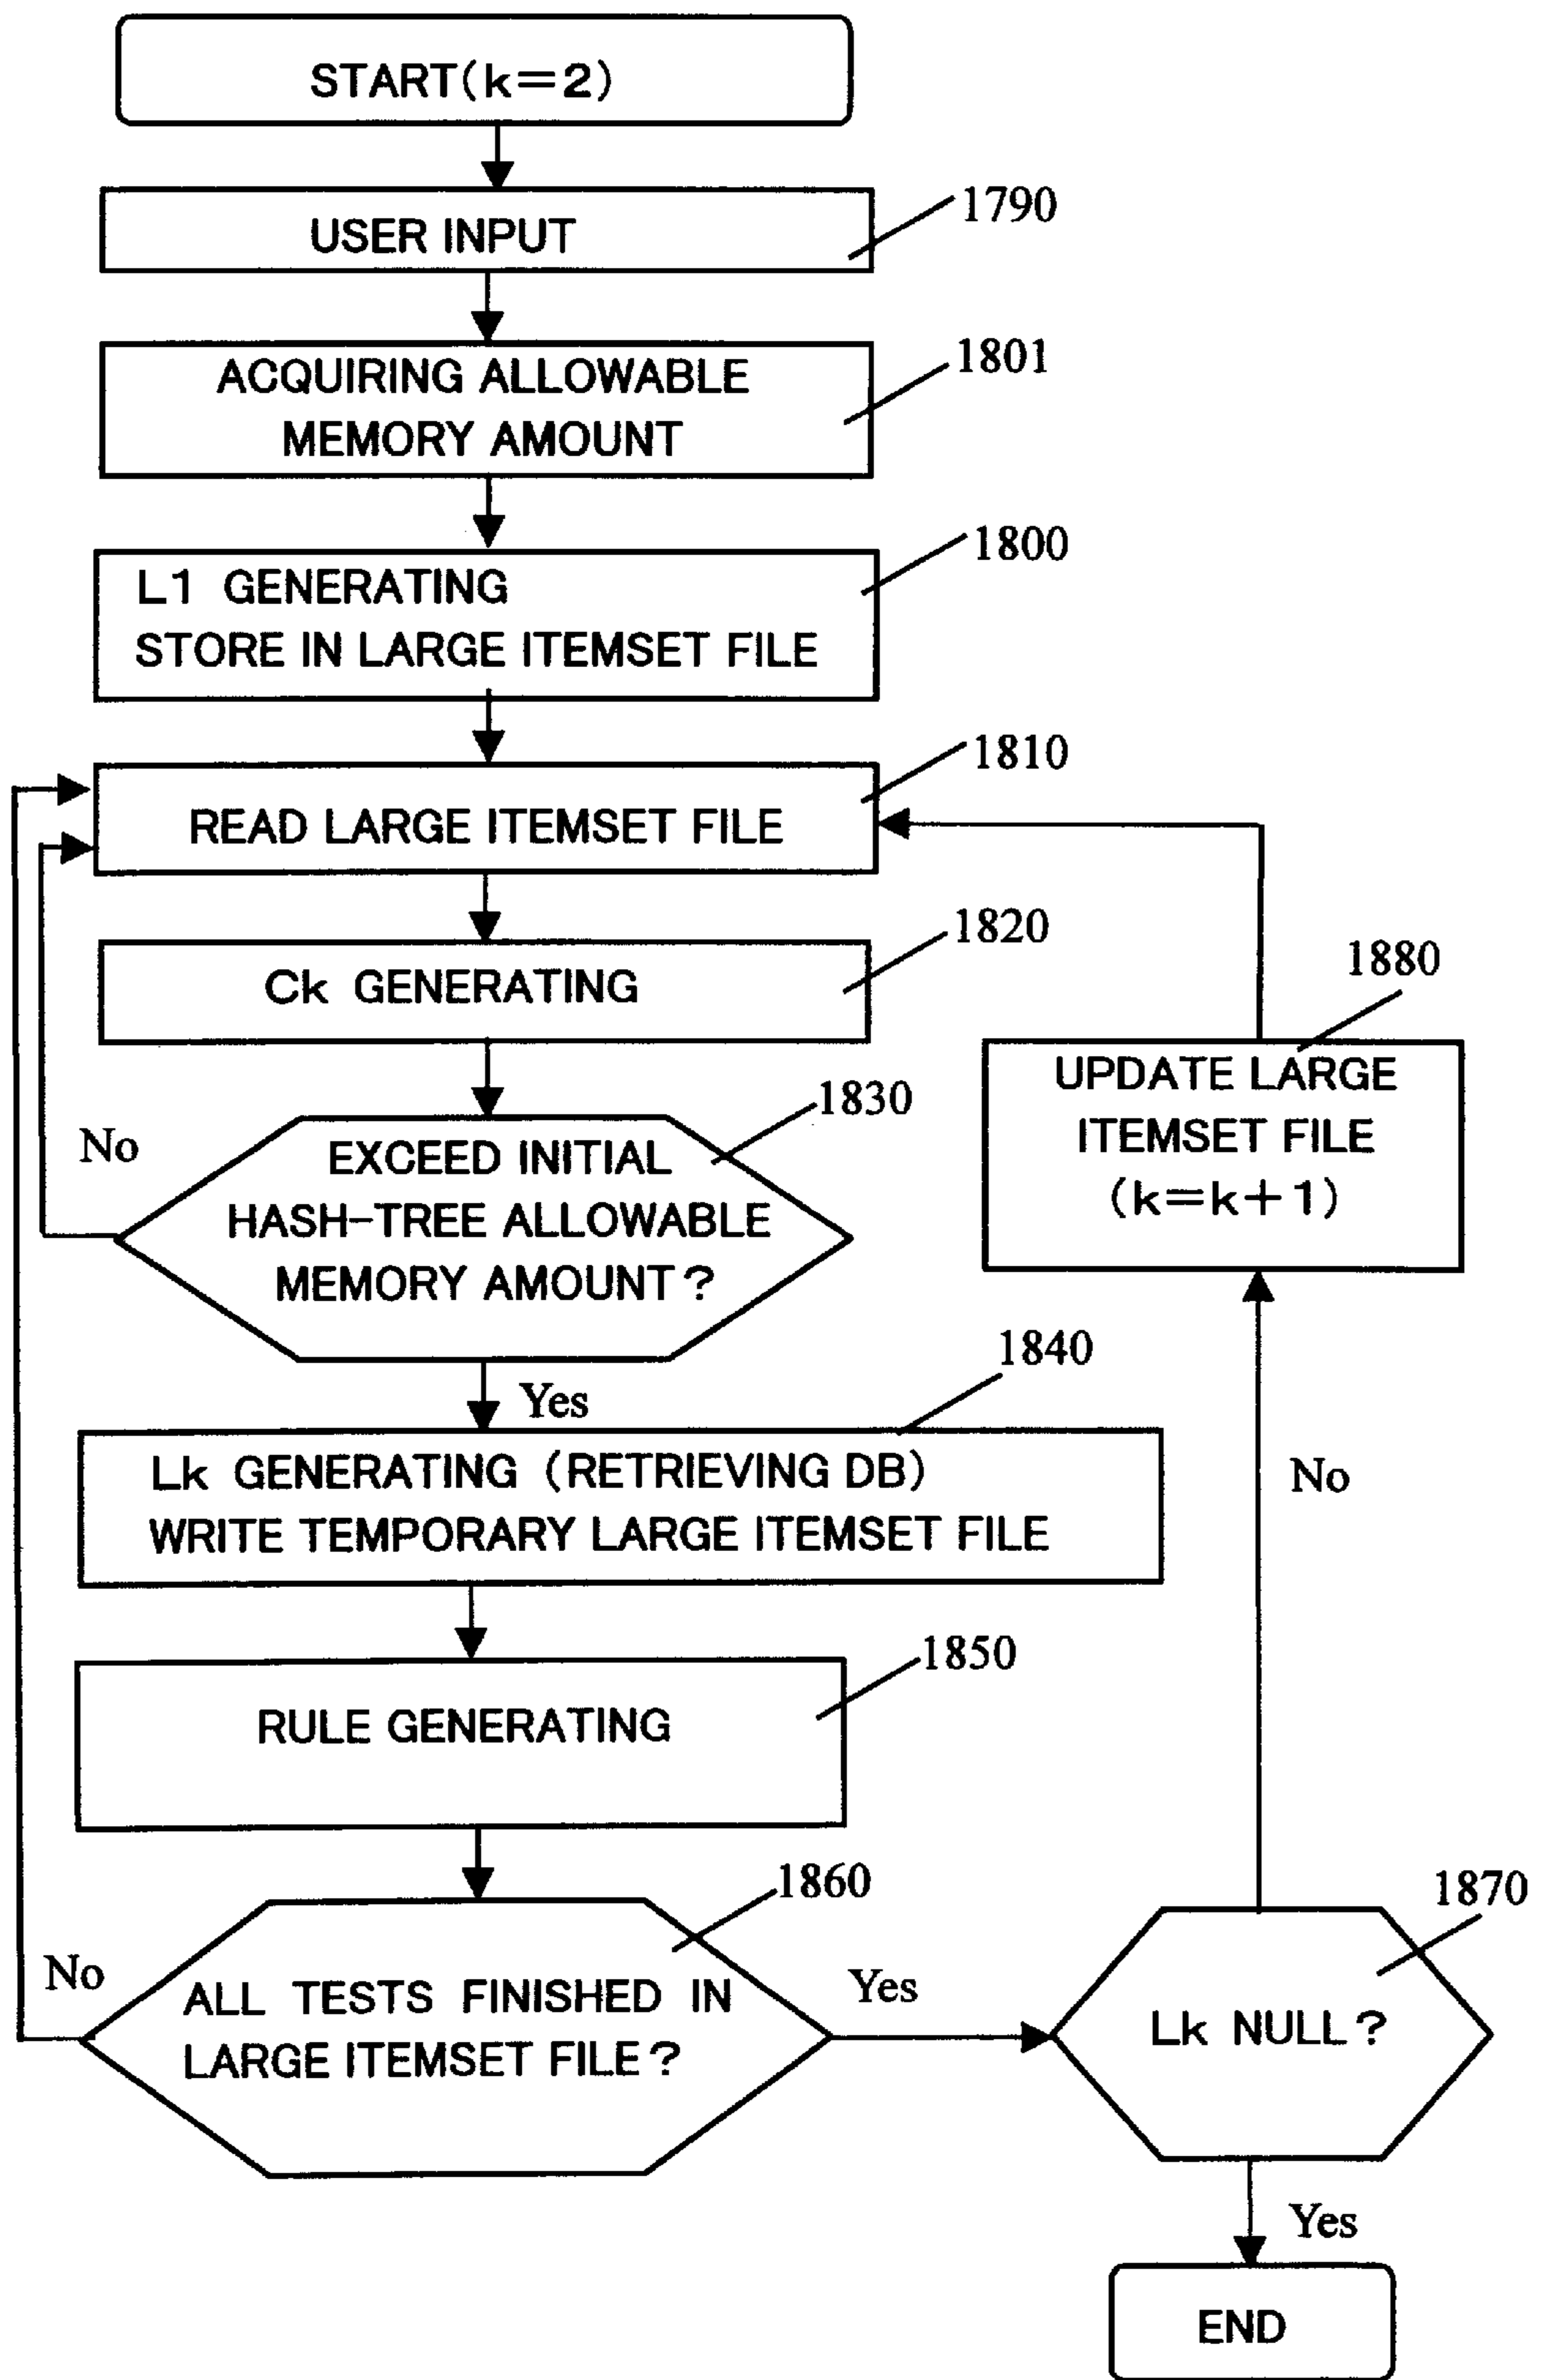 START(k=2)
USER INPUT
1790
ACQUIRING ALLOWABLE
MEMORY AMOUNT
1801
L1 GENERATING
STORE IN LARGE ITEMSET FILE
1800
READ LARGE ITEMSET FILE
1810
Ck GENERATING
1820
EXCEED INITIAL
HASH-TREE ALLOWABLE
MEMORY AMOUNT?
1830
No
Yes
Lk GENERATING (RETRIEVING DB)
WRITE TEMPORARY LARGE ITEMSET FILE
1840
RULE GENERATING
1850
ALL TESTS FINISHED IN
LARGE ITEMSET FILE?
1860
No
Yes
Lk NULL?
1870
No
UPDATE LARGE
ITEMSET FILE
(k=k+1)
1880
Yes
END